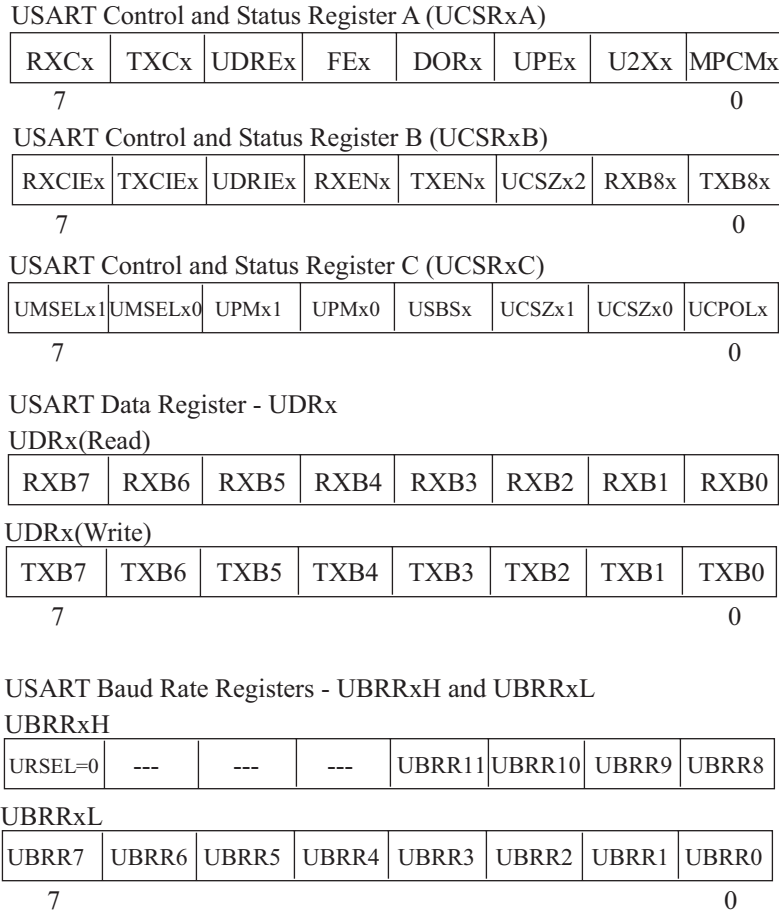 USART Control and Status Register A (UCSRxA)
RXCx TXCx UDREx FEx DORx UPEx U2Xx MPCMx
7 0
USART Control and Status Register B (UCSRxB)
RXCIEx TXCIEx UDRIEx RXENx TXENx UCSZx2 RXB8x TXB8x
7 0
USART Control and Status Register C (UCSRxC)
UMSELx1 UMSELx0 UPMx1 UPMx0 USBSx UCSZx1 UCSZx0 UCPOLx
7 0
USART Data Register - UDRx
UDRx(Read)
RXB7 RXB6 RXB5 RXB4 RXB3 RXB2 RXB1 RXB0
UDRx(Write)
TXB7 TXB6 TXB5 TXB4 TXB3 TXB2 TXB1 TXB0
7 0
USART Baud Rate Registers - UBRRxH and UBRRxL
UBRRxH
URSEL=0 --- --- --- UBRR11 UBRR10 UBRR9 UBRR8
UBRRxL
UBRR7 UBRR6 UBRR5 UBRR4 UBRR3 UBRR2 UBRR1 UBRR0
7 0